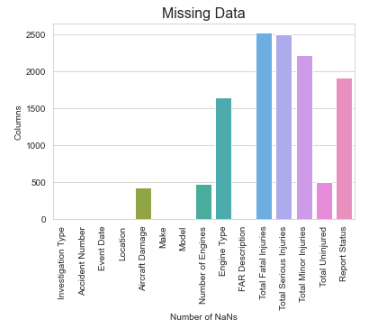 Missing Data
2500
2000
1500
1000
500
0
Columns
Investigation Type
Accident Number
Event Date
Location
Aircraft Damage
Make
Model
Number of Engines
Engine Type
FAR Description
Total Fatal Injuries
Total Serious Injuries
Total Minor Injuries
Total Uninjured
Report Status
Number of NaNs